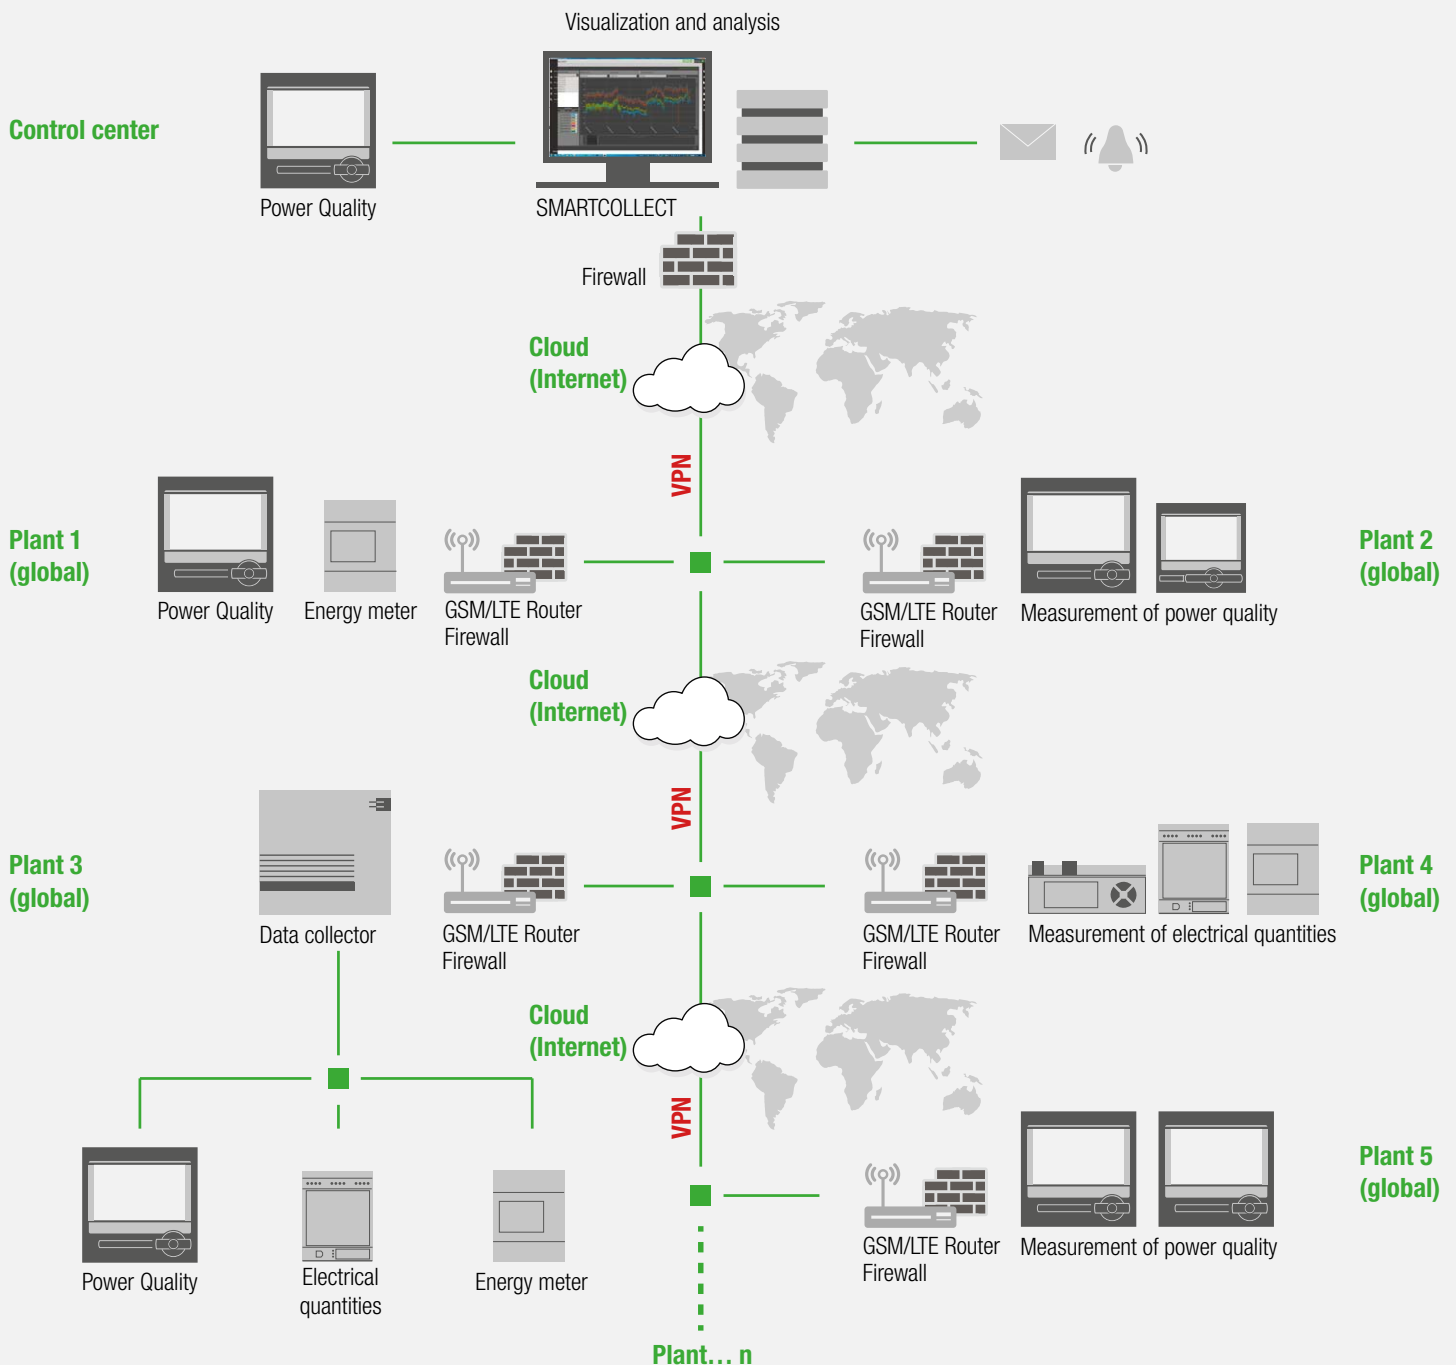 Visualization and analysis
Control center
Power Quality
SMARTCOLLECT
Firewall
Cloud
(Internet)
VPN
Plant 1
(global)
Power Quality
Energy meter
GSM/LTE Router
Firewall
GSM/LTE Router
Firewall
Measurement of power quality
Plant 2
(global)
Cloud
(Internet)
VPN
Plant 3
(global)
Data collector
GSM/LTE Router
Firewall
GSM/LTE Router
Firewall
Measurement of electrical quantities
Plant 4
(global)
Cloud
(Internet)
VPN
Power Quality
Electrical
quantities
Energy meter
GSM/LTE Router
Firewall
Measurement of power quality
Plant 5
(global)
Plant... n